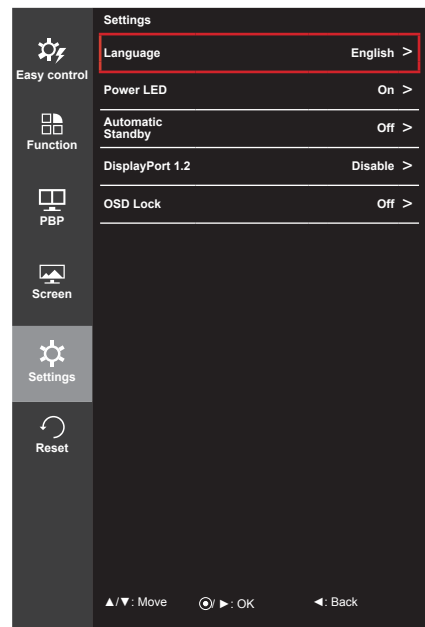 Settings
Easy control
Language English >
Power LED On >
Automatic
Standby Off >
Function
DisplayPort 1.2 Disable >
PBP
OSD Lock Off >
Screen
Settings
Reset
▲/▼: Move ⦿/ ►: OK ◄: Back